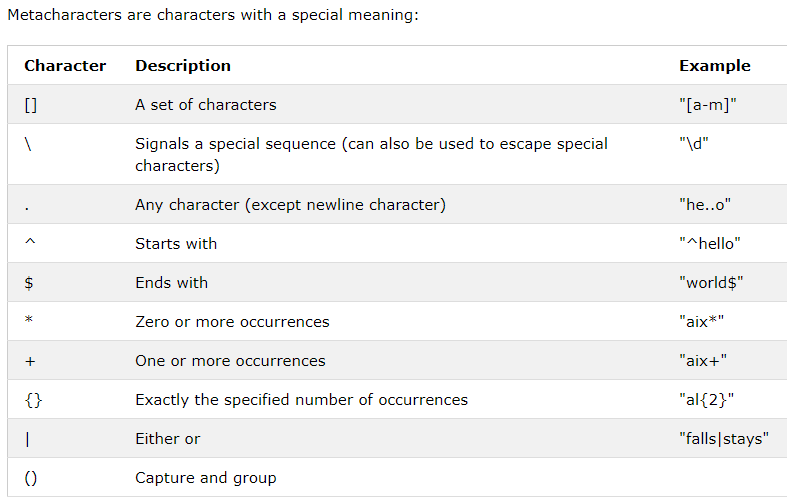 Metacharacters are characters with a special meaning:
Character Description Example
[] A set of characters "[a-m]"
\ Signals a special sequence (can also be used to escape special "\d"
characters)
. Any character (except newline character) "he..o"
^ Starts with "^hello"
$ Ends with "world$"
* Zero or more occurrences "aix*"
+ One or more occurrences "aix+"
{} Exactly the specified number of occurrences "al{2}"
| Either or "falls|stays"
() Capture and group